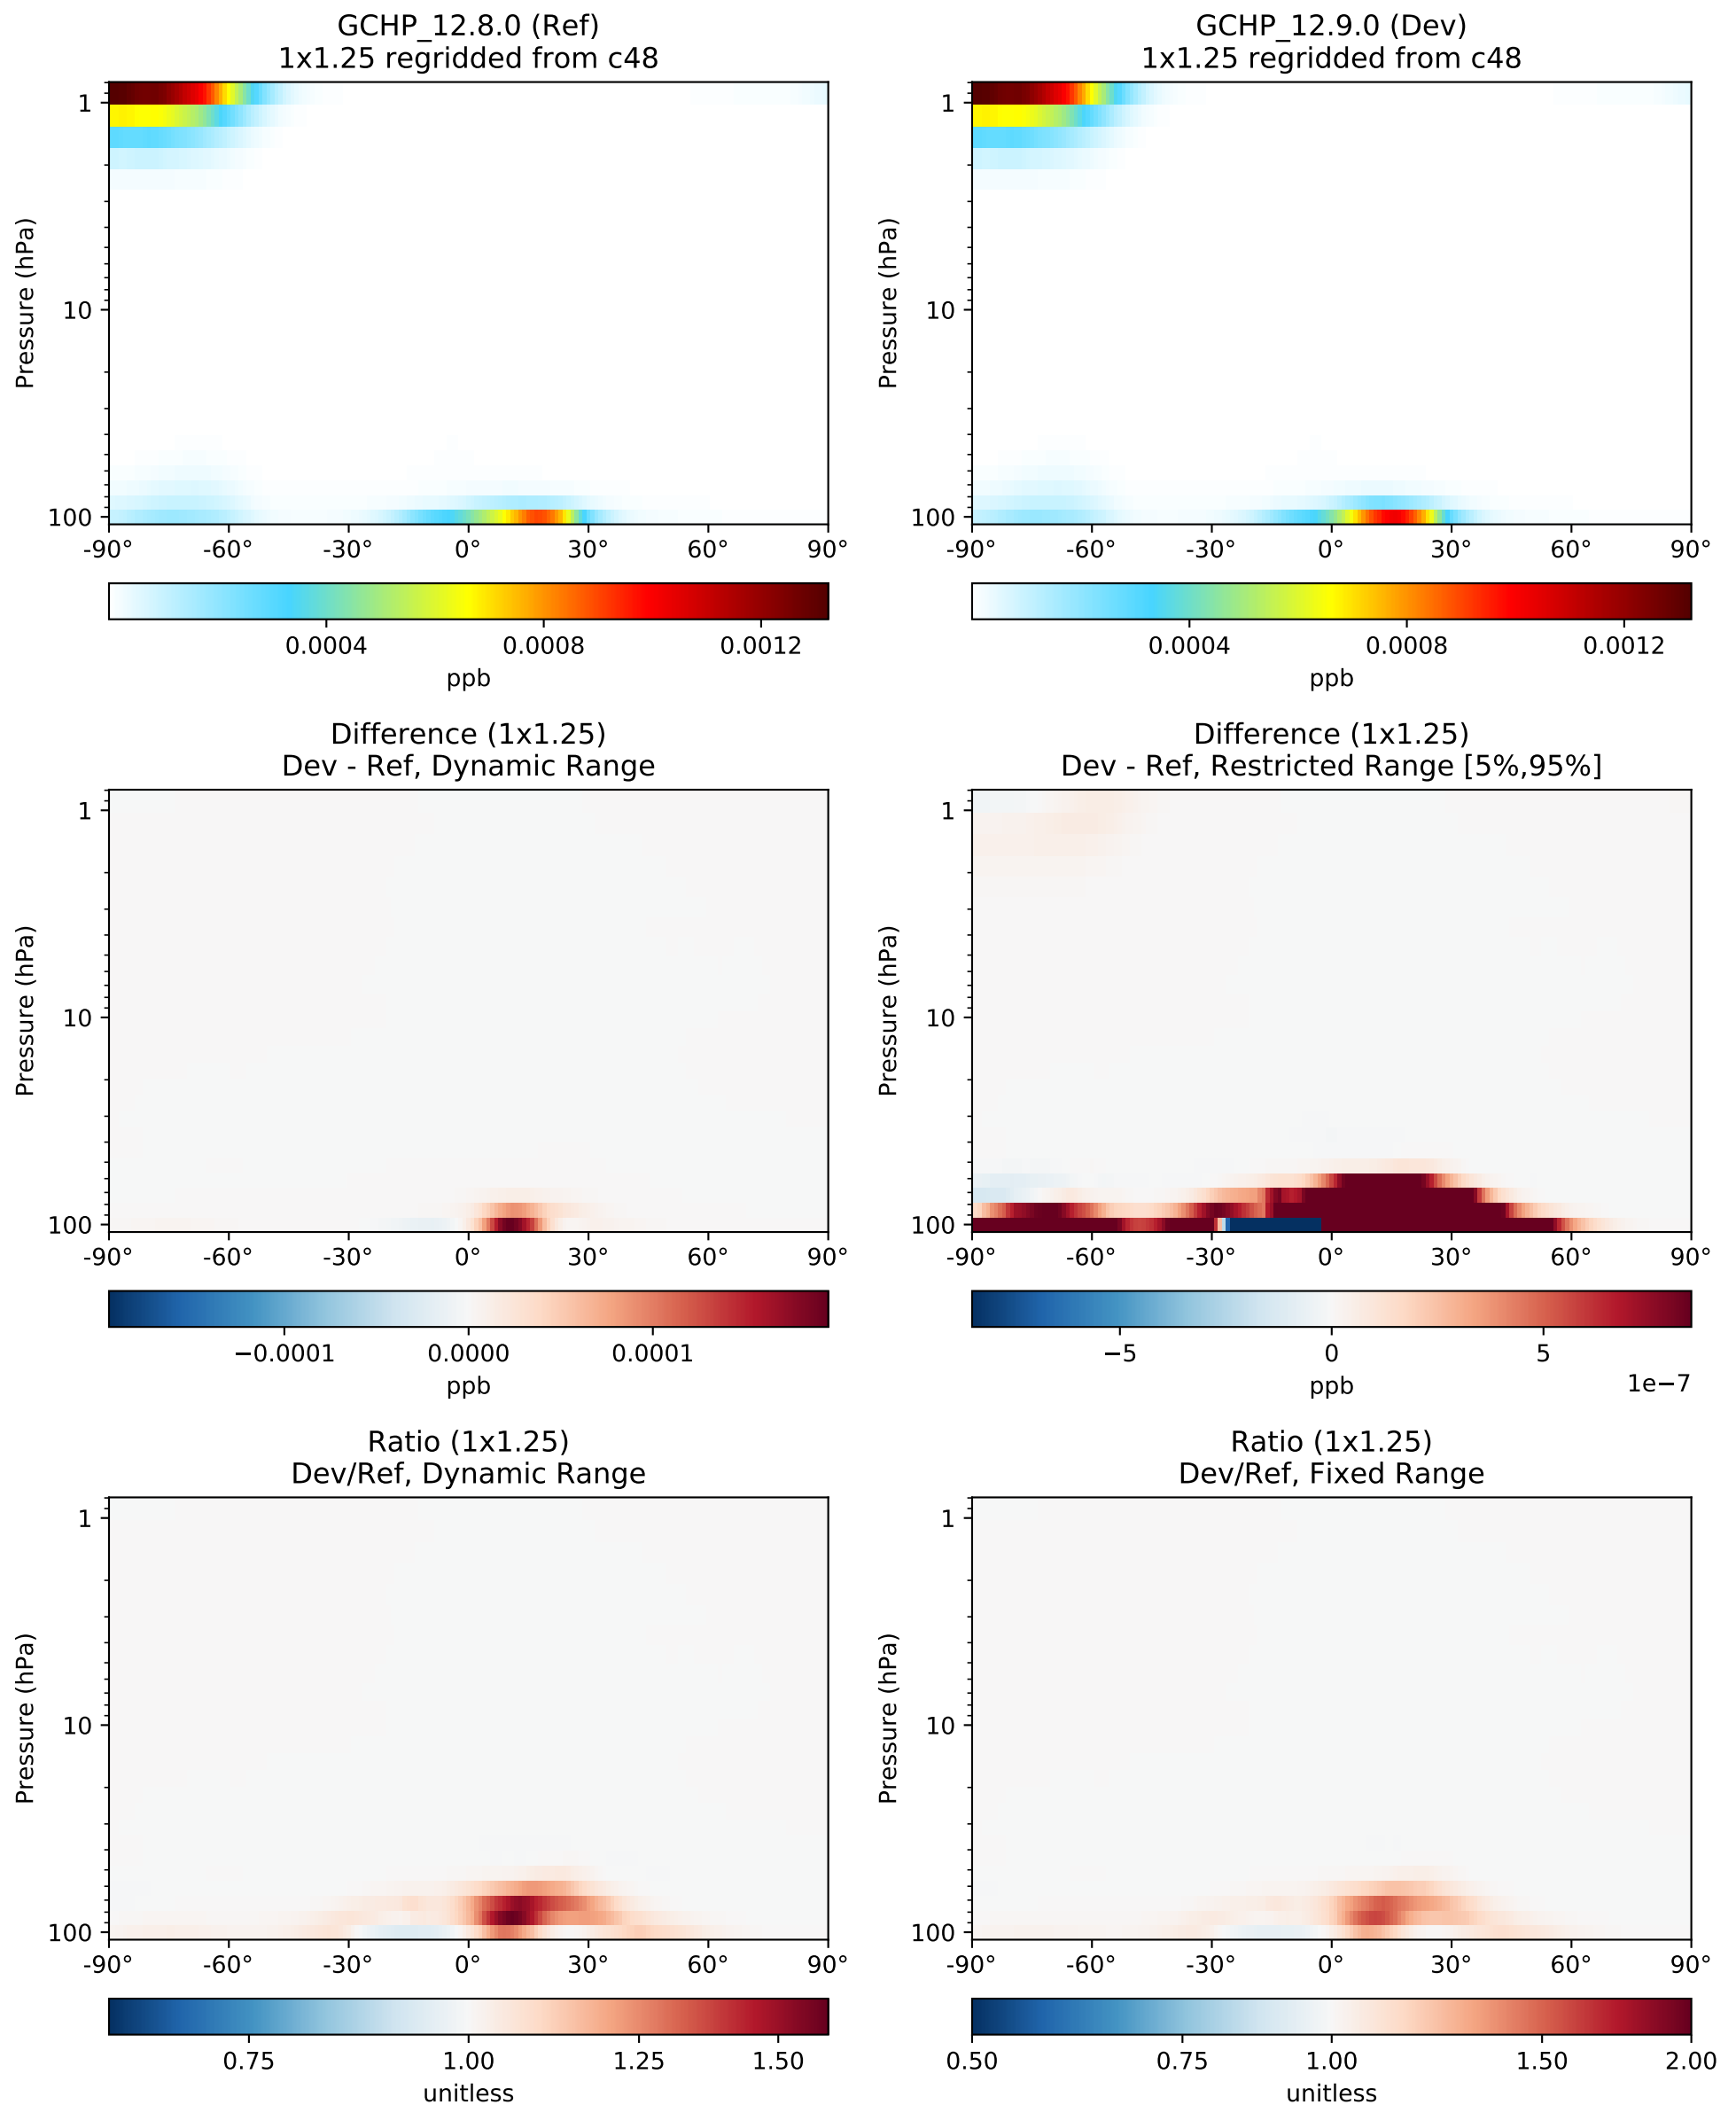 GCHP_12.8.0 (Ref)
1x1.25 regridded from c48
Pressure (hPa)
1
10
100
-90° -60° -30° 0° 30° 60° 90°
0.0004 0.0008 0.0012
ppb
GCHP_12.9.0 (Dev)
1x1.25 regridded from c48
Pressure (hPa)
1
10
100
-90° -60° -30° 0° 30° 60° 90°
0.0004 0.0008 0.0012
ppb
Difference (1x1.25)
Dev - Ref, Dynamic Range
Pressure (hPa)
1
10
100
-90° -60° -30° 0° 30° 60° 90°
−0.0001 0.0000 0.0001
ppb
Difference (1x1.25)
Dev - Ref, Restricted Range [5%,95%]
Pressure (hPa)
1
10
100
-90° -60° -30° 0° 30° 60° 90°
−5 0 5
ppb
1e−7
Ratio (1x1.25)
Dev/Ref, Dynamic Range
Pressure (hPa)
1
10
100
-90° -60° -30° 0° 30° 60° 90°
0.75 1.00 1.25 1.50
unitless
Ratio (1x1.25)
Dev/Ref, Fixed Range
Pressure (hPa)
1
10
100
-90° -60° -30° 0° 30° 60° 90°
0.50 0.75 1.00 1.50 2.00
unitless